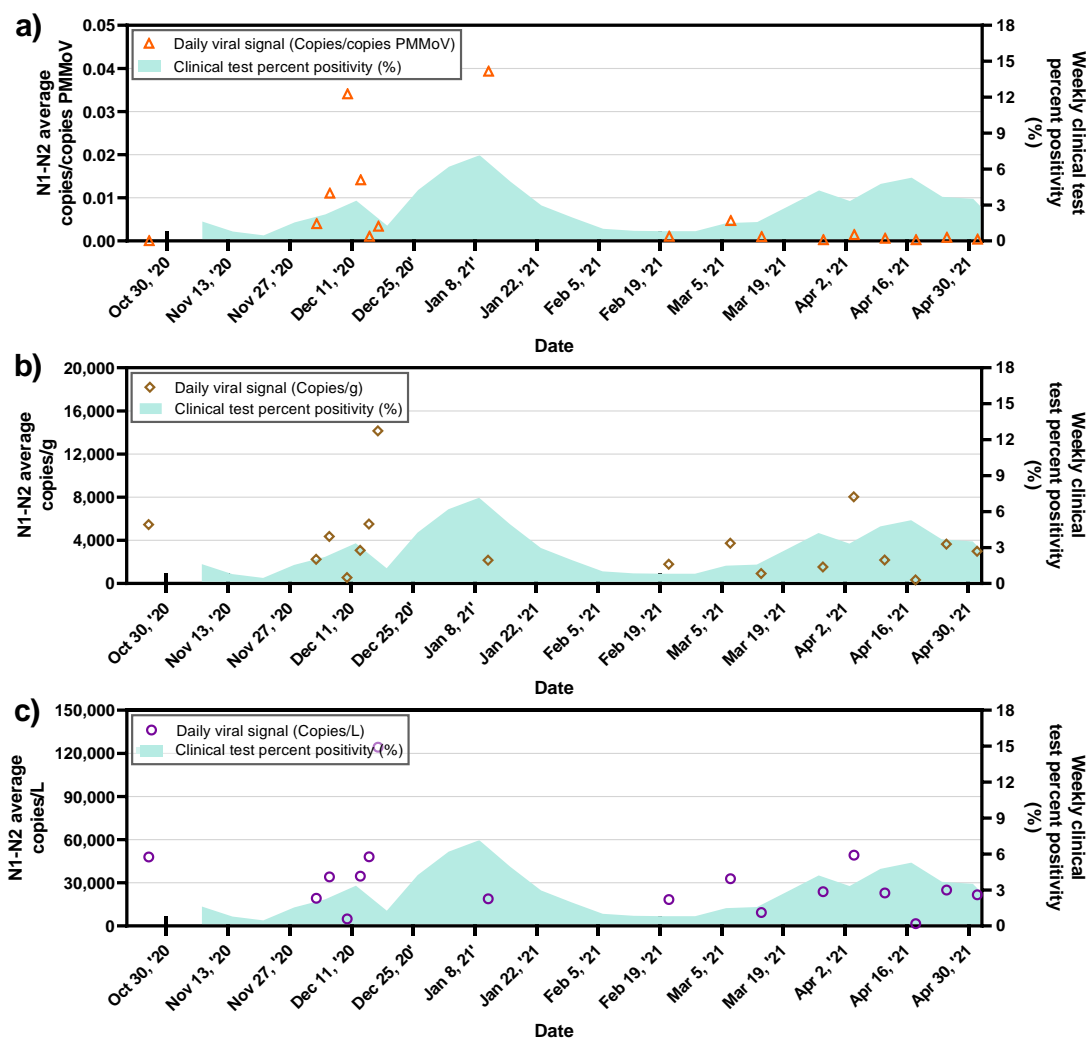 a)
N1-N2 average
copies/copies PMMoV
0.05
0.04
0.03
0.02
0.01
0.00
Daily viral signal (Copies/copies PMMoV)
Clinical test percent positivity (%)
18
15
12
9
6
3
0
Weekly clinical test
percent positivity
(%)
Oct 30, '20
Nov 13, '20
Nov 27, '20
Dec 11, '20
Dec 25, 20'
Jan 8, 21'
Jan 22, '21
Feb 5, '21
Feb 19, '21
Mar 5, '21
Mar 19, '21
Apr 2, '21
Apr 16, '21
Apr 30, '21
Date
b)
N1-N2 average
copies/g
20,000
16,000
12,000
8,000
4,000
0
Daily viral signal (Copies/g)
Clinical test percent positivity (%)
18
15
12
9
6
3
0
Weekly clinical
test percent positivity
(%)
Oct 30, '20
Nov 13, '20
Nov 27, '20
Dec 11, '20
Dec 25, 20'
Jan 8, 21'
Jan 22, '21
Feb 5, '21
Feb 19, '21
Mar 5, '21
Mar 19, '21
Apr 2, '21
Apr 16, '21
Apr 30, '21
Date
c)
N1-N2 average
copies/L
150,000
120,000
90,000
60,000
30,000
0
Daily viral signal (Copies/L)
Clinical test percent positivity (%)
18
15
12
9
6
3
0
Weekly clinical
test percent positivity
(%)
Oct 30, '20
Nov 13, '20
Nov 27, '20
Dec 11, '20
Dec 25, 20'
Jan 8, 21'
Jan 22, '21
Feb 5, '21
Feb 19, '21
Mar 5, '21
Mar 19, '21
Apr 2, '21
Apr 16, '21
Apr 30, '21
Date